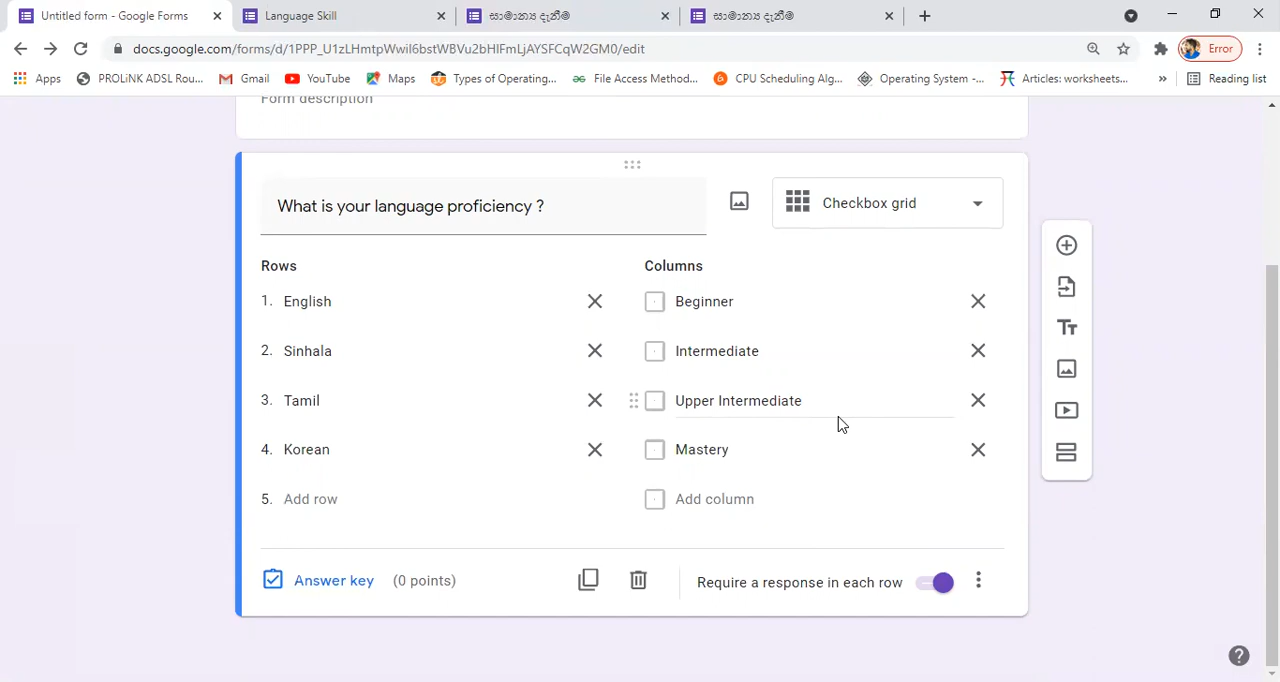 Untitled form - Google Forms
Language Skill
සාමාන්‍ය දැනීම
සාමාන්‍ය දැනීම
docs.google.com/forms/d/1PPP_U1zLHmtpWwil6bstWBVu2bHlFmLjAYSFCqW2GM0/edit
Error
Apps
PROLiNK ADSL Rou...
Gmail
YouTube
Maps
Types of Operating...
File Access Method...
CPU Scheduling Alg...
Operating System -...
Articles: worksheets...
»
Reading list
Form description
What is your language proficiency ?
Checkbox grid
Rows
Columns
1. English
Beginner
2. Sinhala
Intermediate
3. Tamil
Upper Intermediate
4. Korean
Mastery
5. Add row
Add column
Answer key (0 points)
Require a response in each row